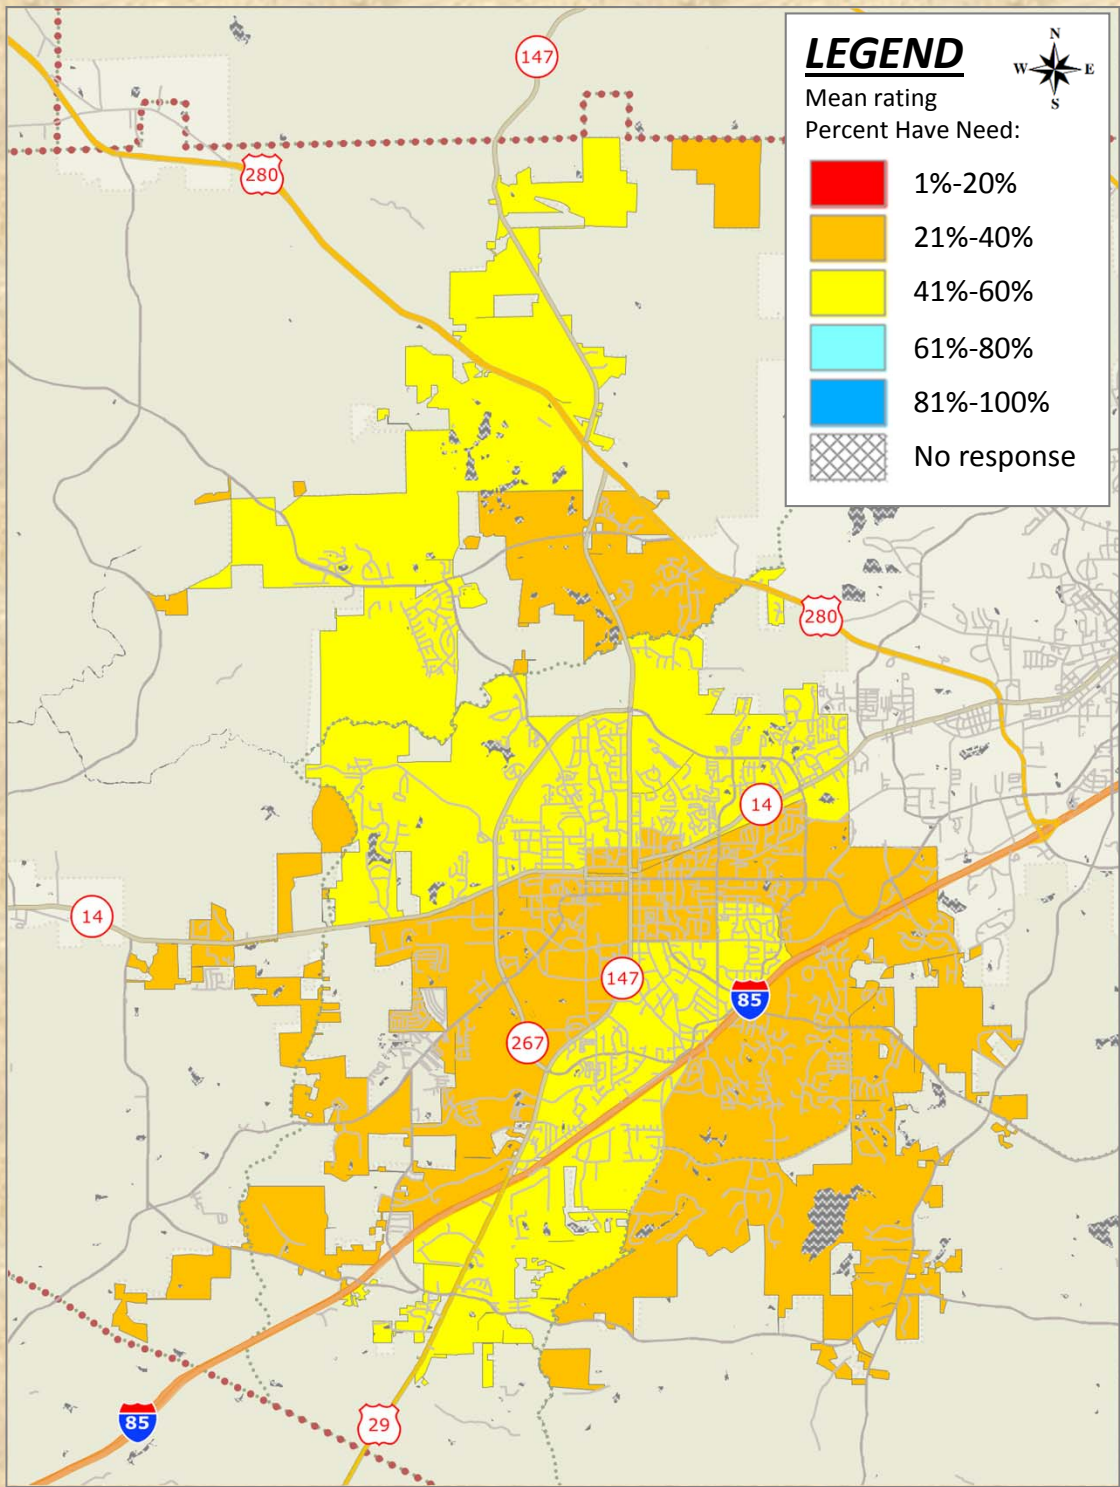 LEGEND
N
W E
S
Mean rating
Percent Have Need:
1%-20%
21%-40%
41%-60%
61%-80%
81%-100%
No response
147
280
280
14
14
147
85
267
85
29